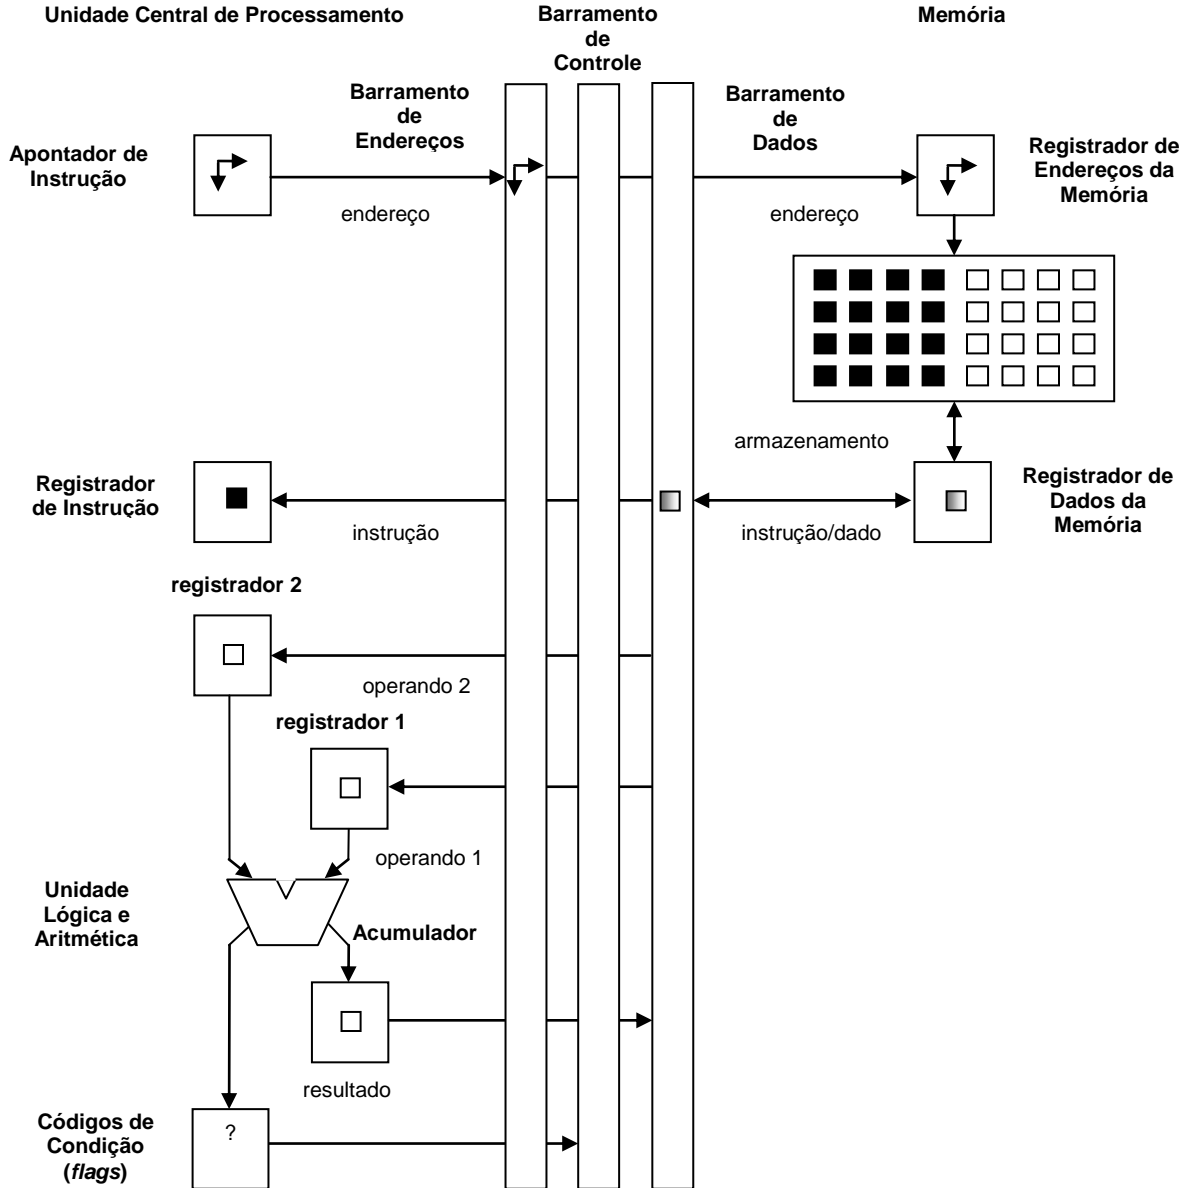 Unidade Central de Processamento
Barramento
de
Controle
Memória
Barramento
de
Endereços
Barramento
de
Dados
Apontador de
Instrução
Registrador de
Endereços da
Memória
endereço
endereço
armazenamento
Registrador
de Instrução
Registrador de
Dados da
Memória
instrução
instrução/dado
registrador 2
operando 2
registrador 1
operando 1
Unidade
Lógica e
Aritmética
Acumulador
resultado
Códigos de
Condição
(flags)
?